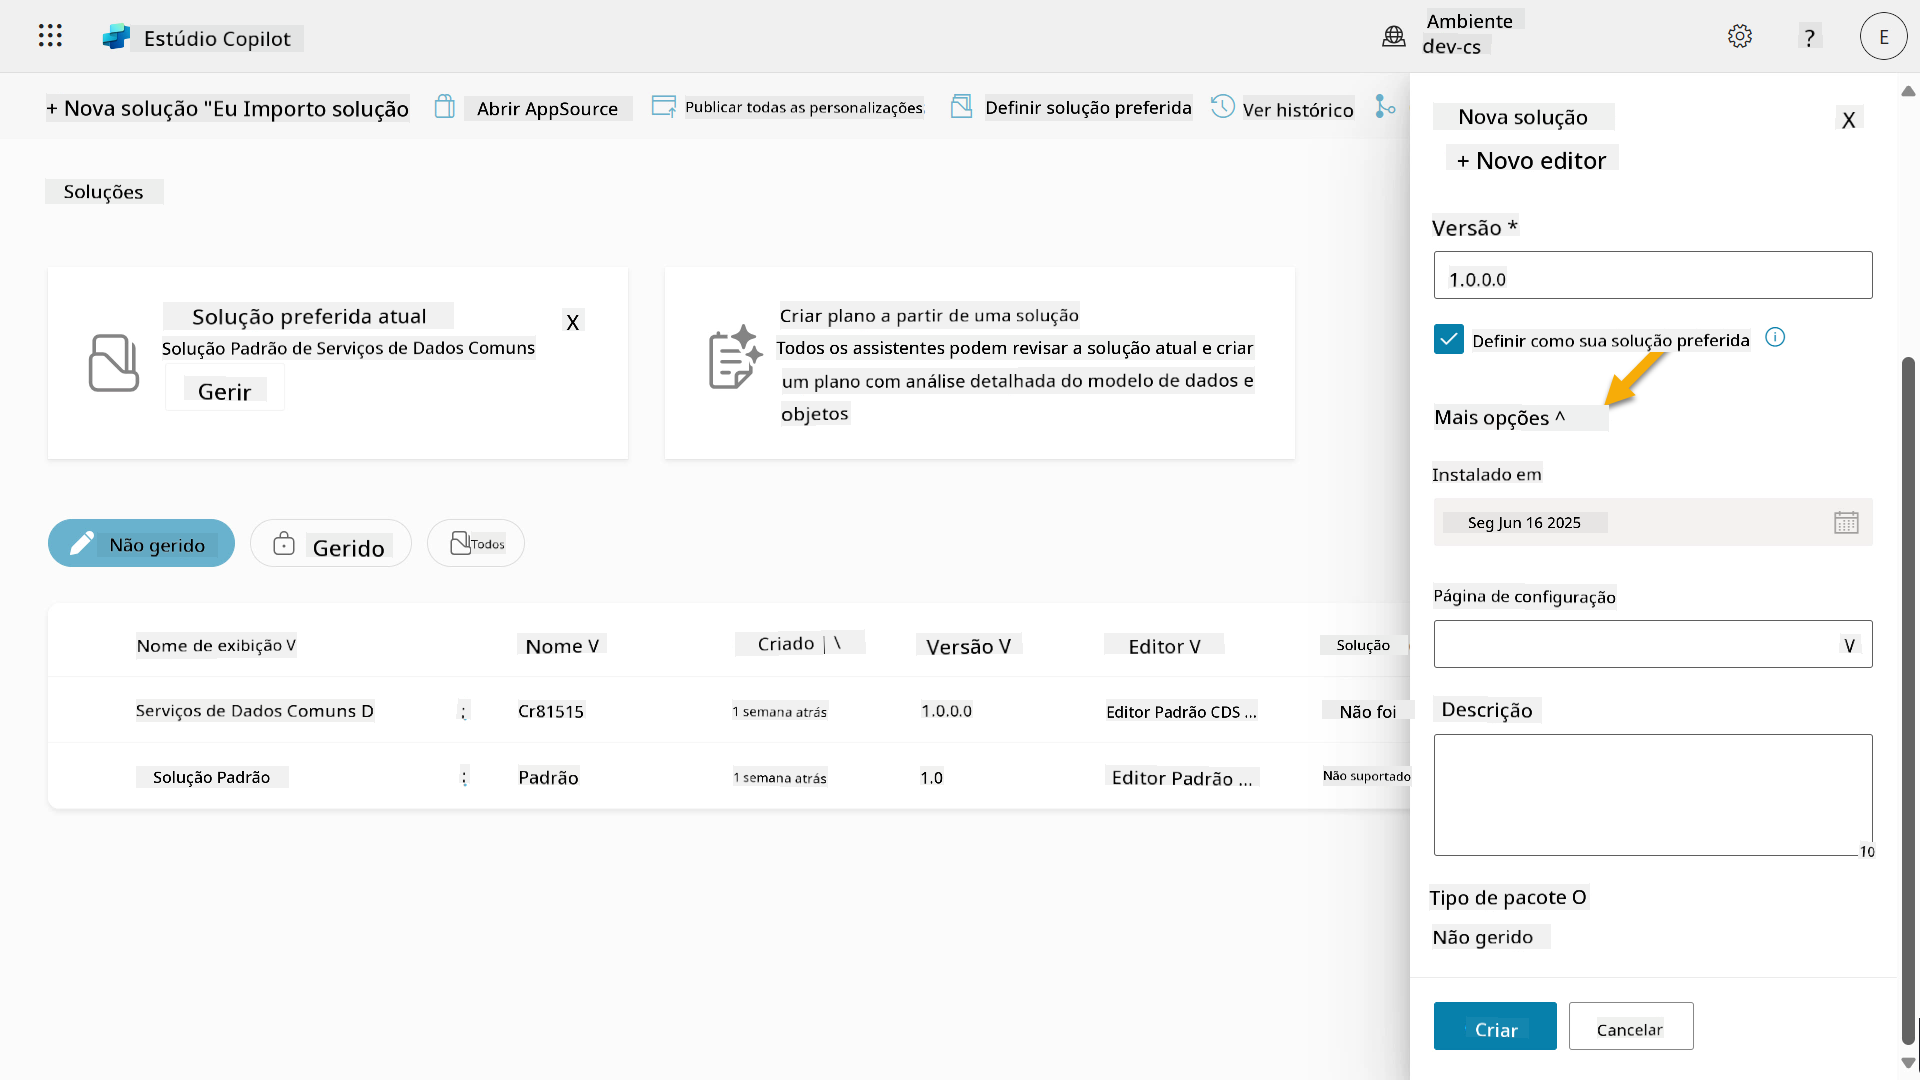 Estúdio Copilot
Ambiente
dev-cs
?
E
+ Nova solução "Eu Importo solução
Abrir AppSource
Publicar todas as personalizações
Definir solução preferida
Ver histórico
Soluções
Solução preferida atual
X
Solução Padrão de Serviços de Dados Comuns
Gerir
Criar plano a partir de uma solução
Todos os assistentes podem revisar a solução atual e criar
um plano com análise detalhada do modelo de dados e
objetos
Não gerido
Gerido
Todos
Nome de exibição V
Nome V
Criado | \
Versão V
Editor V
Solução
Serviços de Dados Comuns D
:
Cr81515
1 semana atrás
1.0.0.0
Editor Padrão CDS ...
Não foi
Solução Padrão
:
Padrão
1 semana atrás
1.0
Editor Padrão ...
Não suportado
Nova solução
X
+ Novo editor
Versão *
1.0.0.0
Definir como sua solução preferida
Mais opções ^
Instalado em
Seg Jun 16 2025
Página de configuração
V
Descrição
10
Tipo de pacote O
Não gerido
Criar
Cancelar